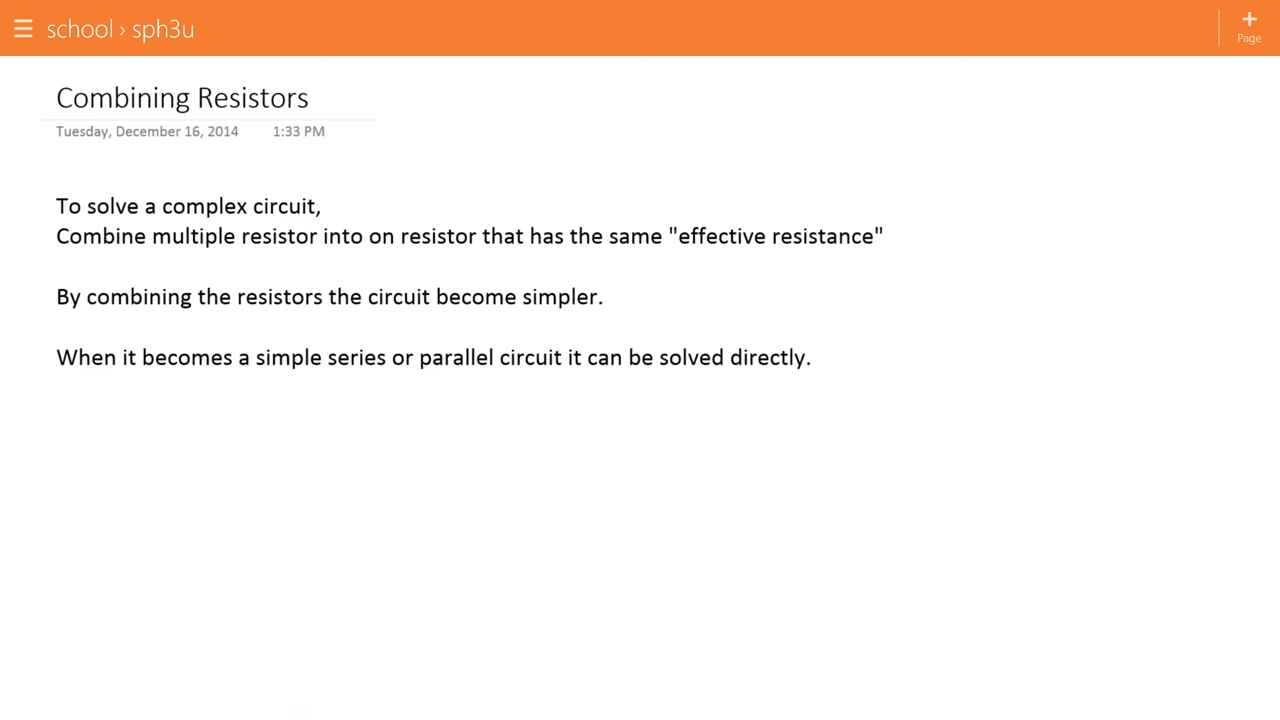 school › sph3u
Page
Combining Resistors
Tuesday, December 16, 2014 1:33 PM
To solve a complex circuit,
Combine multiple resistor into on resistor that has the same "effective resistance"
By combining the resistors the circuit become simpler.
When it becomes a simple series or parallel circuit it can be solved directly.